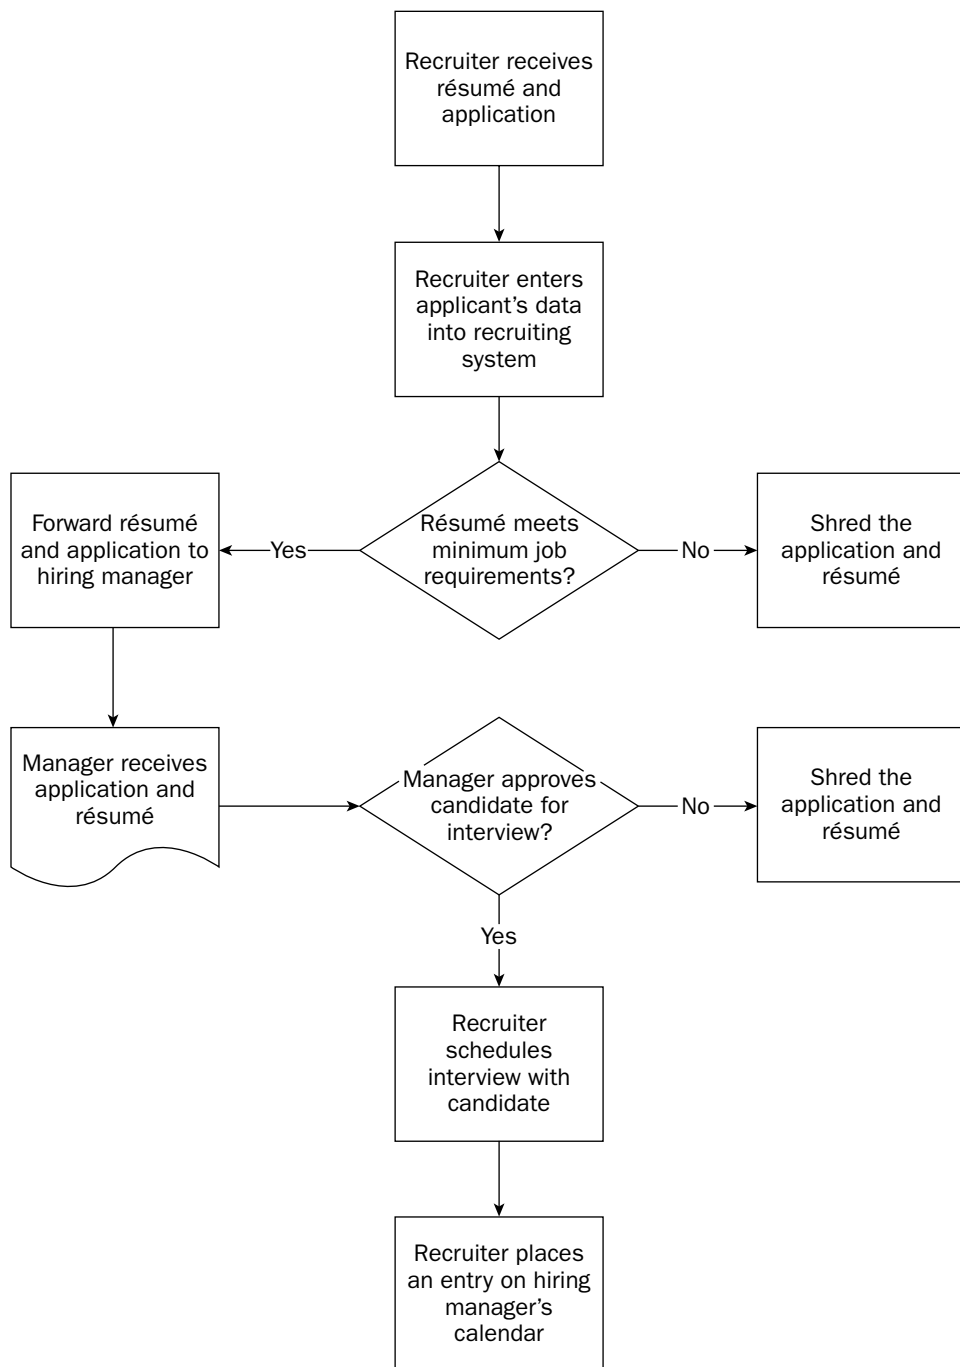 Recruiter receives
résumé and
application
Recruiter enters
applicant’s data
into recruiting
system
Forward résumé
and application to
hiring manager
Yes
Résumé meets
minimum job
requirements?
No
Shred the
application and
résumé
Manager receives
application and
résumé
Manager approves
candidate for
interview?
No
Shred the
application and
résumé
Yes
Recruiter
schedules
interview with
candidate
Recruiter places
an entry on hiring
manager’s
calendar